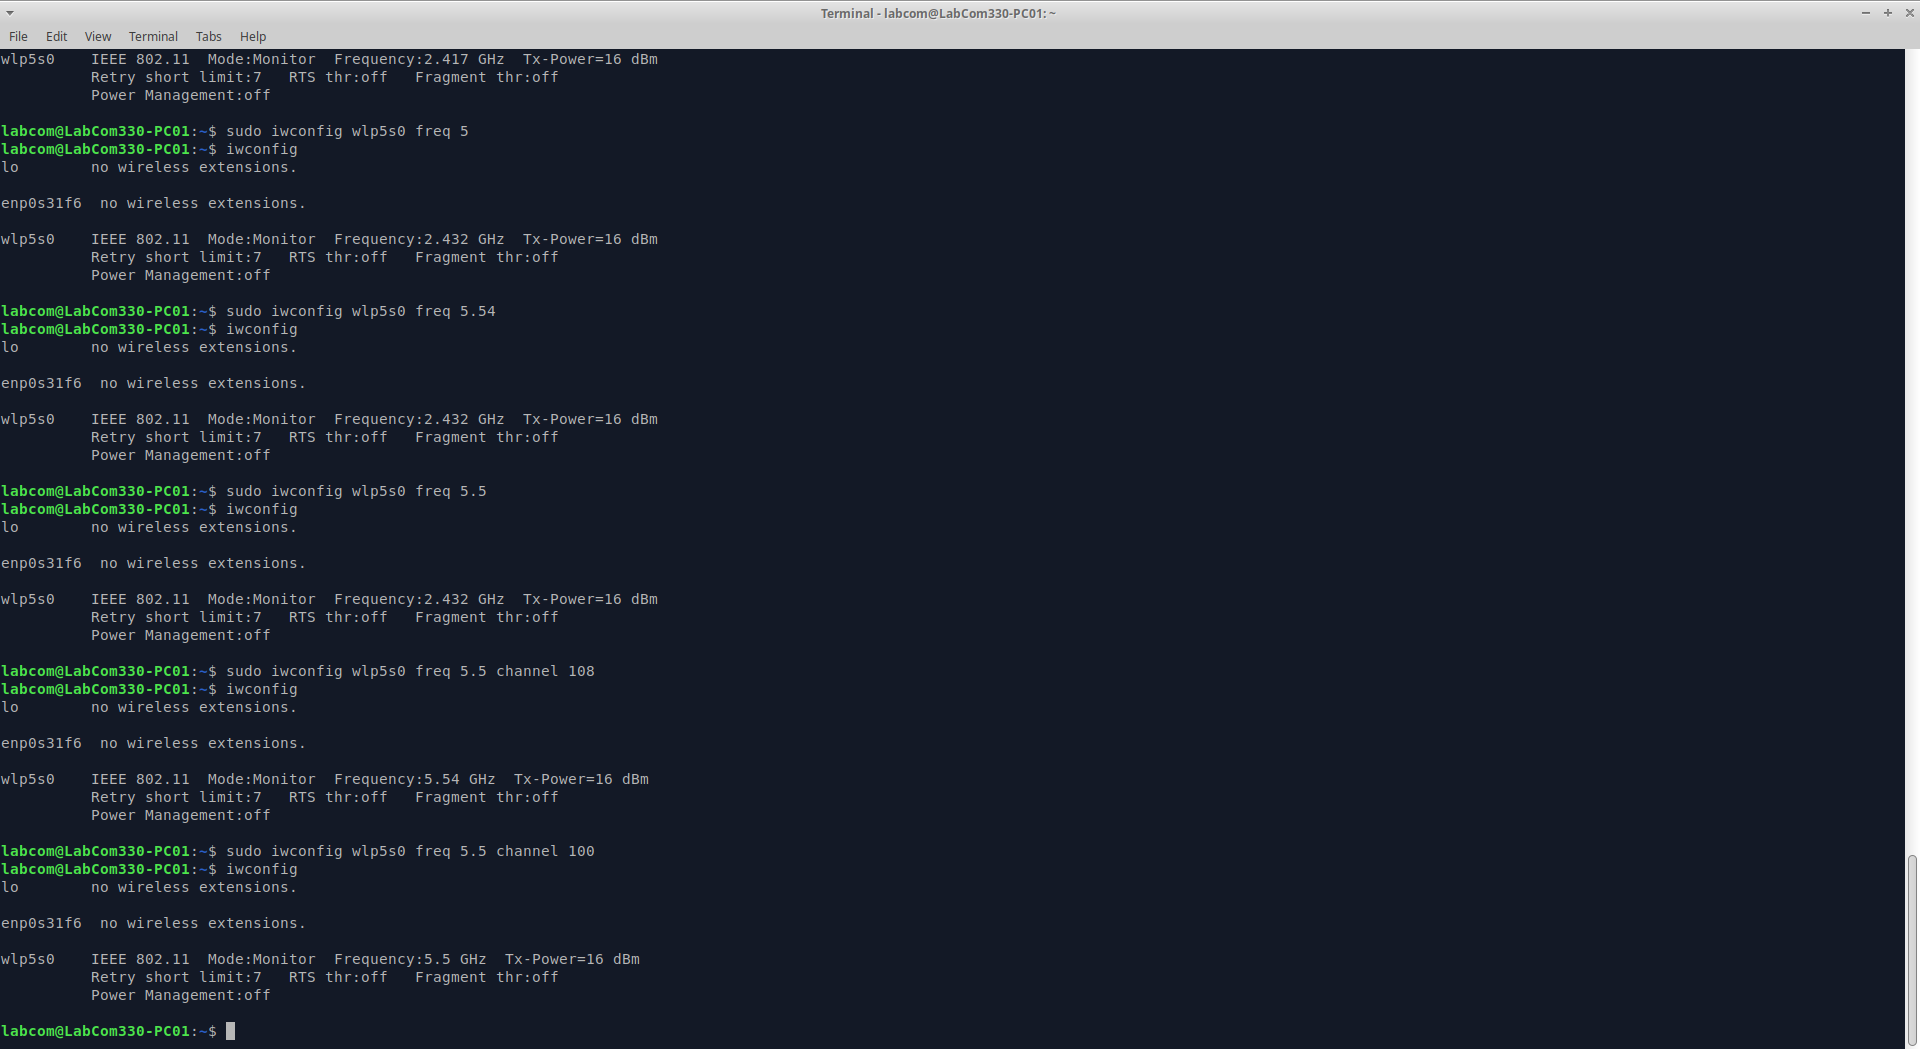 Terminal - labcom@LabCom330-PC01: ~
File Edit View Terminal Tabs Help
wlp5s0    IEEE 802.11  Mode:Monitor  Frequency:2.417 GHz  Tx-Power=16 dBm
          Retry short limit:7   RTS thr:off   Fragment thr:off
          Power Management:off
labcom@LabCom330-PC01:~$ sudo iwconfig wlp5s0 freq 5
labcom@LabCom330-PC01:~$ iwconfig
lo        no wireless extensions.
enp0s31f6  no wireless extensions.
wlp5s0    IEEE 802.11  Mode:Monitor  Frequency:2.432 GHz  Tx-Power=16 dBm
          Retry short limit:7   RTS thr:off   Fragment thr:off
          Power Management:off
labcom@LabCom330-PC01:~$ sudo iwconfig wlp5s0 freq 5.54
labcom@LabCom330-PC01:~$ iwconfig
lo        no wireless extensions.
enp0s31f6  no wireless extensions.
wlp5s0    IEEE 802.11  Mode:Monitor  Frequency:2.432 GHz  Tx-Power=16 dBm
          Retry short limit:7   RTS thr:off   Fragment thr:off
          Power Management:off
labcom@LabCom330-PC01:~$ sudo iwconfig wlp5s0 freq 5.5
labcom@LabCom330-PC01:~$ iwconfig
lo        no wireless extensions.
enp0s31f6  no wireless extensions.
wlp5s0    IEEE 802.11  Mode:Monitor  Frequency:2.432 GHz  Tx-Power=16 dBm
          Retry short limit:7   RTS thr:off   Fragment thr:off
          Power Management:off
labcom@LabCom330-PC01:~$ sudo iwconfig wlp5s0 freq 5.5 channel 108
labcom@LabCom330-PC01:~$ iwconfig
lo        no wireless extensions.
enp0s31f6  no wireless extensions.
wlp5s0    IEEE 802.11  Mode:Monitor  Frequency:5.54 GHz  Tx-Power=16 dBm
          Retry short limit:7   RTS thr:off   Fragment thr:off
          Power Management:off
labcom@LabCom330-PC01:~$ sudo iwconfig wlp5s0 freq 5.5 channel 100
labcom@LabCom330-PC01:~$ iwconfig
lo        no wireless extensions.
enp0s31f6  no wireless extensions.
wlp5s0    IEEE 802.11  Mode:Monitor  Frequency:5.5 GHz  Tx-Power=16 dBm
          Retry short limit:7   RTS thr:off   Fragment thr:off
          Power Management:off
labcom@LabCom330-PC01:~$